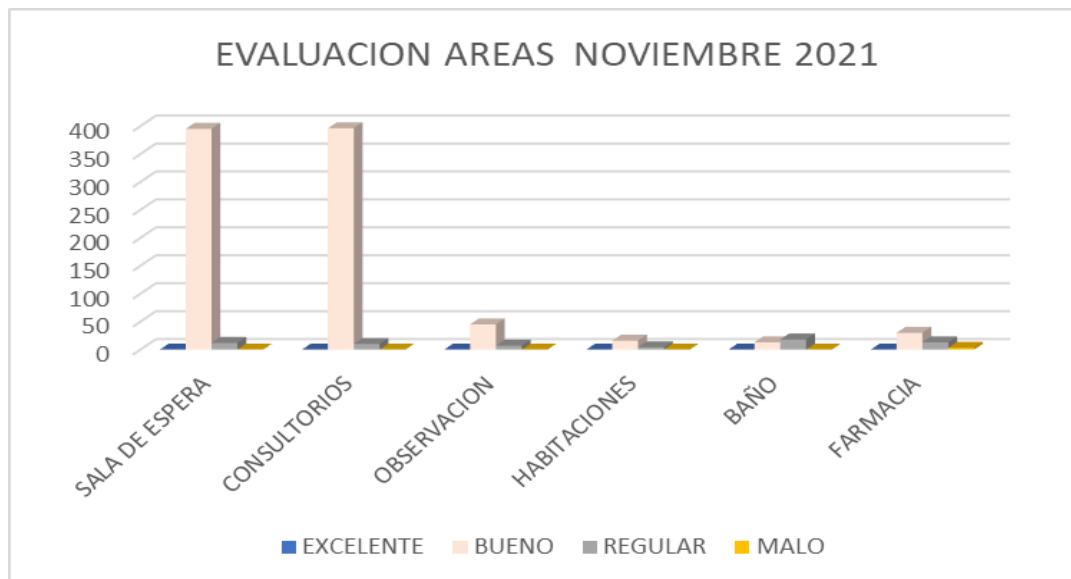 EVALUACION AREAS  NOVIEMBRE 2021
400
350
300
250
200
150
100
50
0
SALA DE ESPERA
CONSULTORIOS
OBSERVACION
HABITACIONES
BAÑO
FARMACIA
EXCELENTE BUENO REGULAR MALO